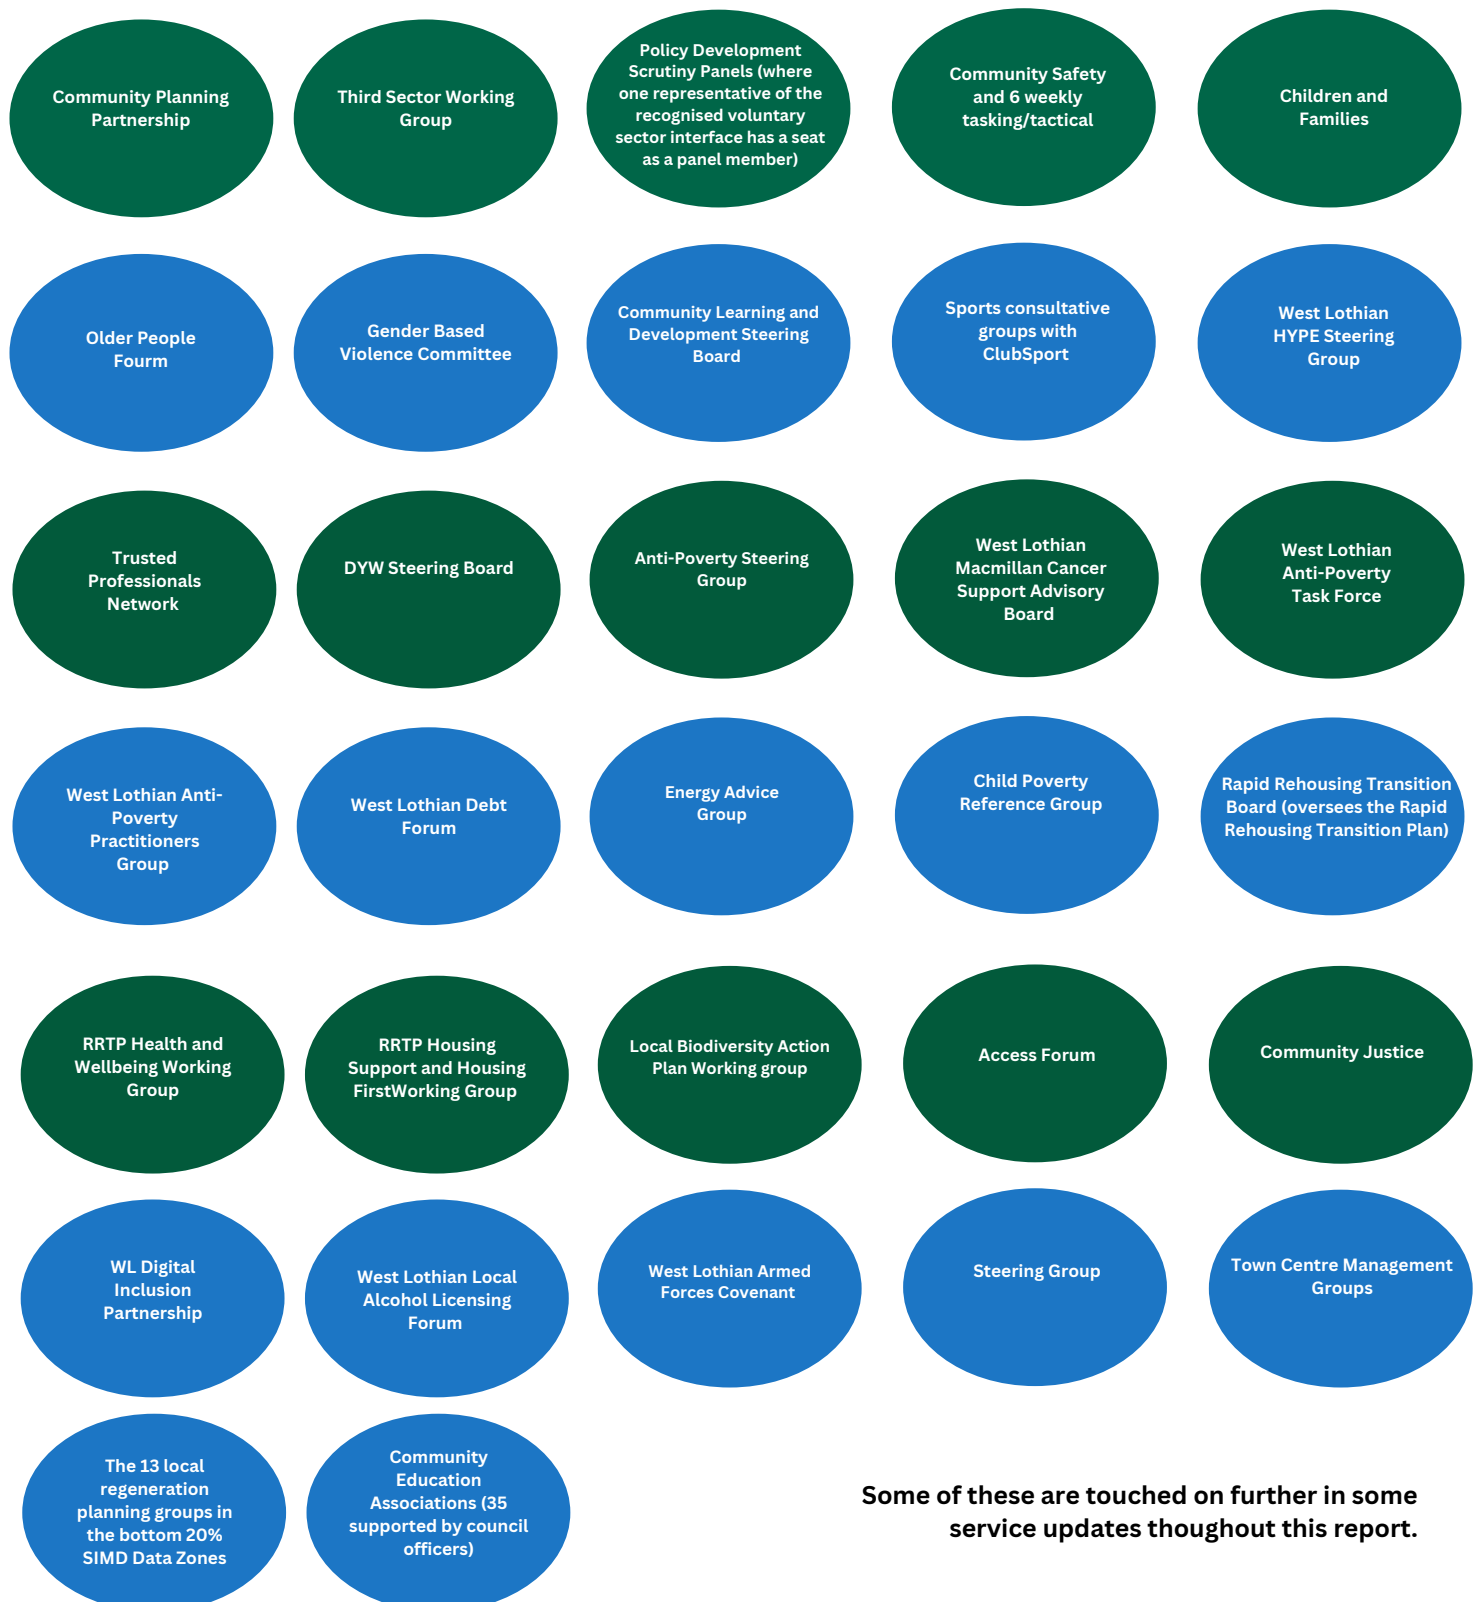 Community Planning
Partnership
Third Sector Working
Group
Policy Development
Scrutiny Panels (where
one representative of the
recognised voluntary
sector interface has a seat
as a panel member)
Community Safety
and 6 weekly
tasking/tactical
Children and
Families
Older People
Fourm
Gender Based
Violence Committee
Community Learning and
Development Steering
Board
Sports consultative
groups with
ClubSport
West Lothian
HYPE Steering
Group
Trusted
Professionals
Network
DYW Steering Board
Anti-Poverty Steering
Group
West Lothian
Macmillan Cancer
Support Advisory
Board
West Lothian
Anti-Poverty
Task Force
West Lothian Anti-
Poverty
Practitioners
Group
West Lothian Debt
Forum
Energy Advice
Group
Child Poverty
Reference Group
Rapid Rehousing Transition
Board (oversees the Rapid
Rehousing Transition Plan)
RRTP Health and
Wellbeing Working
Group
RRTP Housing
Support and Housing
FirstWorking Group
Local Biodiversity Action
Plan Working group
Access Forum
Community Justice
WL Digital
Inclusion
Partnership
West Lothian Local
Alcohol Licensing
Forum
West Lothian Armed
Forces Covenant
Steering Group
Town Centre Management
Groups
The 13 local
regeneration
planning groups in
the bottom 20%
SIMD Data Zones
Community
Education
Associations (35
supported by council
officers)
Some of these are touched on further in some
service updates thoughout this report.